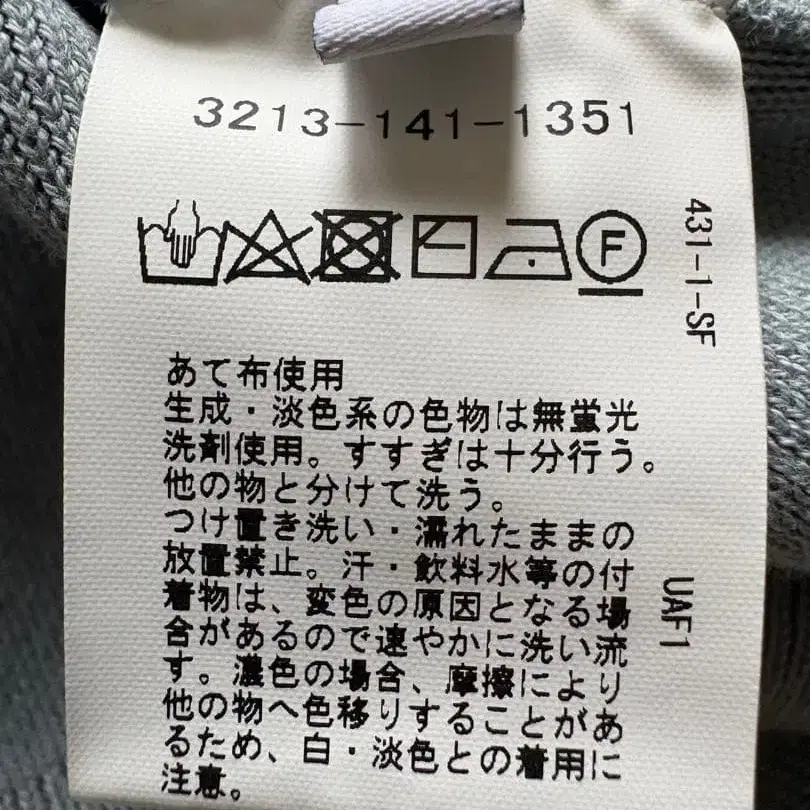 3213-141-1351
F
431-1-SF
あて布使用
生成・淡色系の色物は無蛍光
洗剤使用。すすぎは十分行う。
他の物と分けて洗う。
つけ置き洗い・濡れたままの
放置禁止。汗・飲料水等の付
着物は、変色の原因となる場
合があるので速やかに洗い流
す。濃色の場合、摩擦により
他の物へ色移りすることがあ
るため、白・淡色との着用に
注意。
UAF1